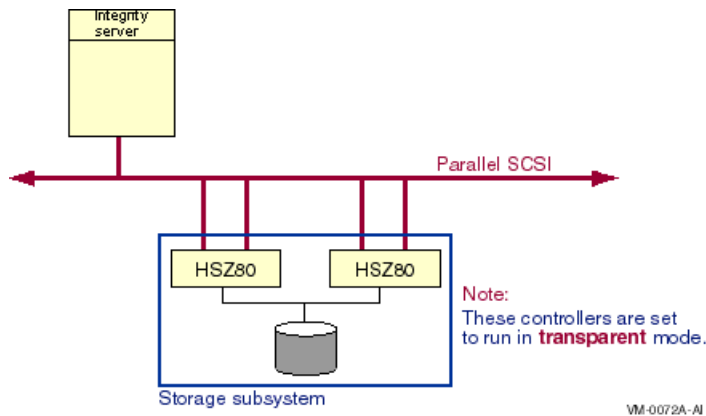 Integrity
server
Parallel SCSI
HSZ80
HSZ80
Note:
These controllers are set
to run in transparent mode.
Storage subsystem
VM-0072A-AI